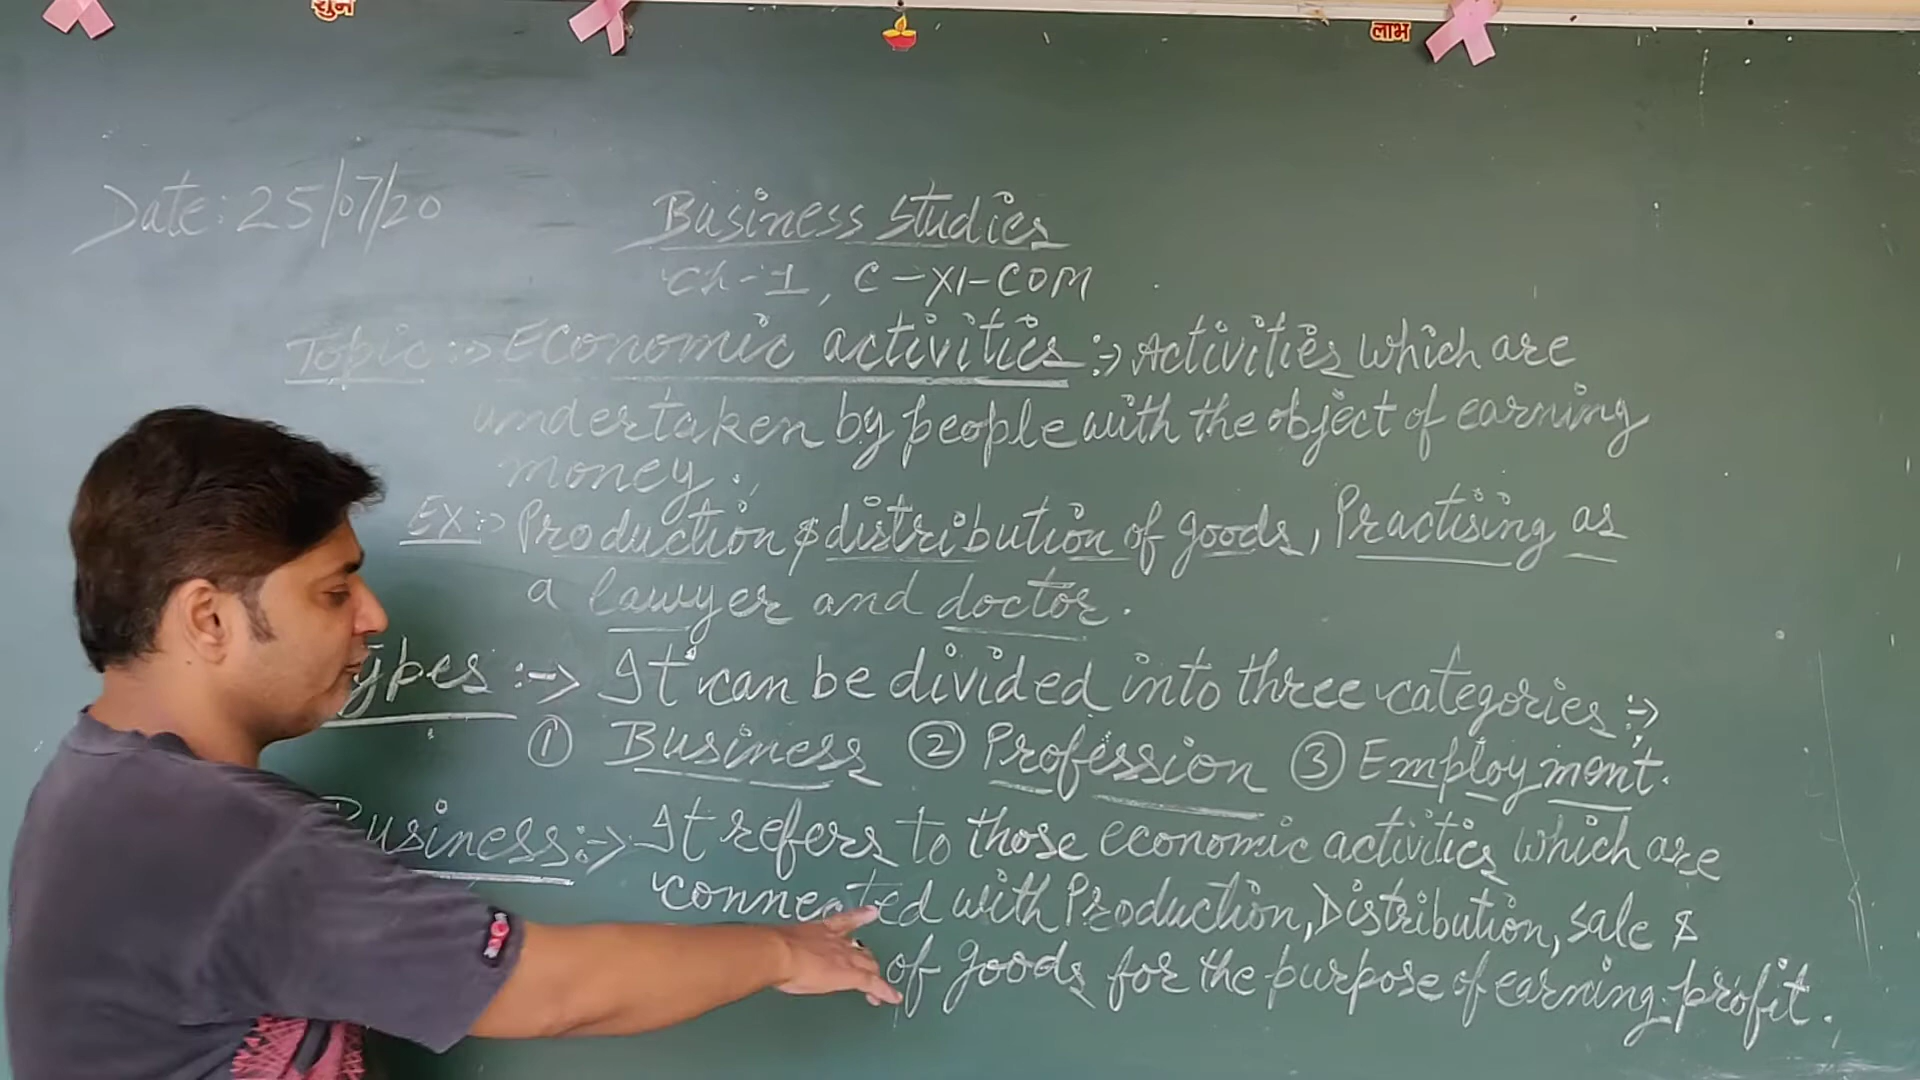 शुभ
लाभ
Date: 25/07/20
Business Studies
Ch-1, C-XI-COM
Topic :-> Economic activities :-> Activities which are
undertaken by people with the object of earning
money.
EX :-> Production & distribution of goods, Practising as
a lawyer and doctor.
ypes :-> It can be divided into three categories :->
① Business ② Profession ③ Employment.
Business :-> It refers to those economic activities which are
connected with Production, Distribution, Sale &
of goods for the purpose of earning profit.